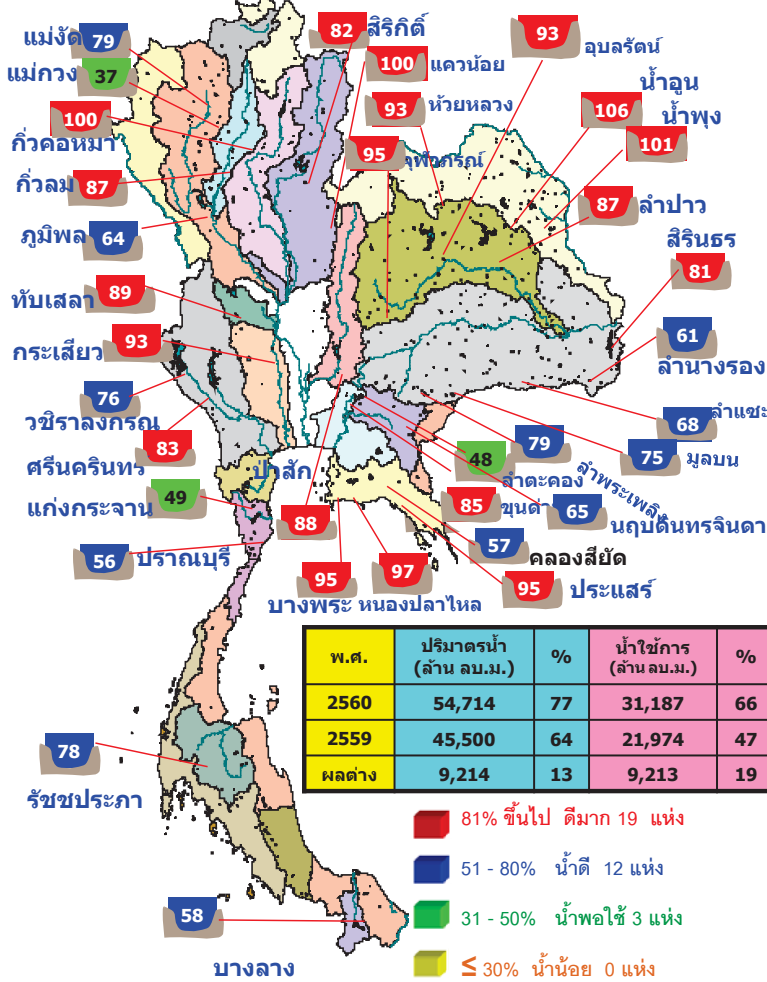 แม่งัด 79
82 สิริกิติ์
93 อุบลรัตน์
แม่กวง 37
100 แควน้อย
น้ำอูน
100
93 ห้วยหลวง
106 น้ำพุง
กิ่วคอหมา
95 จุฬาภรณ์
101
กิ่วลม 87
87 ลำปาว
ภูมิพล 64
สิรินธร
81
ทับเสลา 89
61
กระเสียว 93
ลำนางรอง
76
68 ลำแชะ
วชิราลงกรณ
83
79
75 มูลบน
ศรีนครินทร์
ป่าสัก
48
ลำตะคอง
ลำพระเพลิง
แก่งกระจาน 49
85 ขุนด่า
65 นฤบดินทรจินดา
88
56 ปราณบุรี
57 คลองสียัด
95
97
95 ประแสร์
บางพระ หนองปลาไหล
พ.ศ. ปริมาตรน้ำ (ล้าน ลบ.ม.) % น้ำใช้การ (ล้าน ลบ.ม.) %
2560 54,714 77 31,187 66
2559 45,500 64 21,974 47
ผลต่าง 9,214 13 9,213 19
78
รัชชประภา
81% ขึ้นไป ดีมาก 19 แห่ง
51 - 80% น้ำดี 12 แห่ง
31 - 50% น้ำพอใช้ 3 แห่ง
≤ 30% น้ำน้อย 0 แห่ง
58
บางลาง